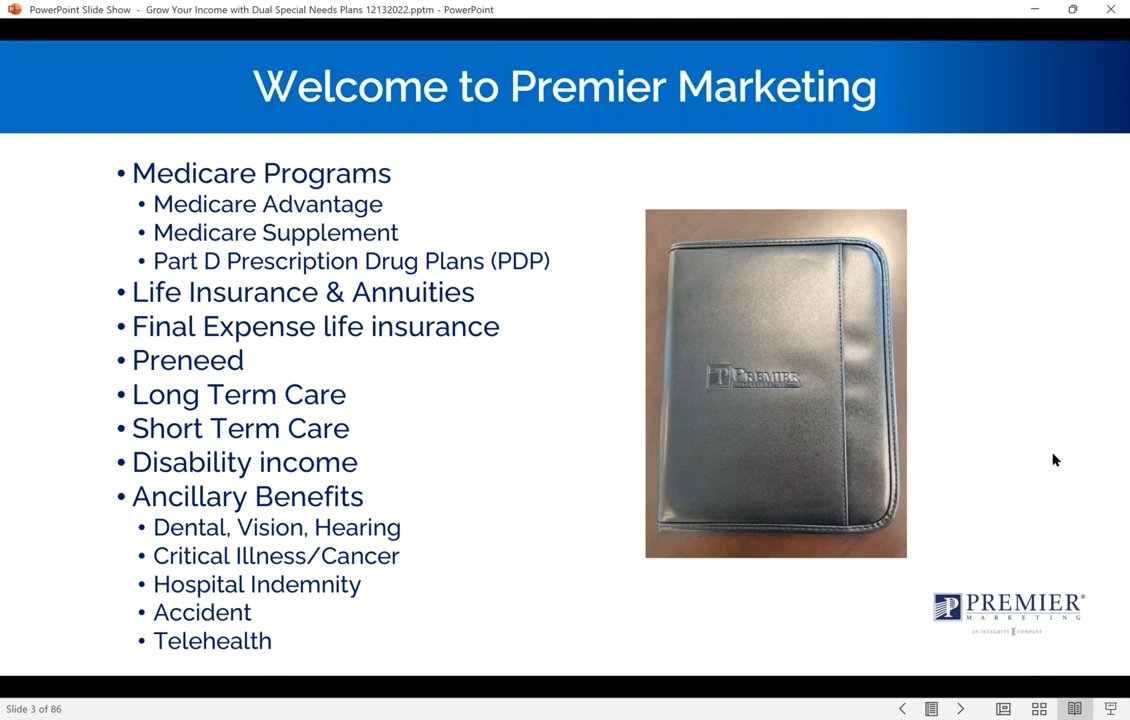 PowerPoint Slide Show - Grow Your Income with Dual Special Needs Plans 12132022.pptm - PowerPoint
Welcome to Premier Marketing
• Medicare Programs
• Medicare Advantage
• Medicare Supplement
• Part D Prescription Drug Plans (PDP)
• Life Insurance & Annuities
• Final Expense life insurance
• Preneed
• Long Term Care
• Short Term Care
• Disability income
• Ancillary Benefits
• Dental, Vision, Hearing
• Critical Illness/Cancer
• Hospital Indemnity
• Accident
• Telehealth
PREMIER
PREMIER®
MARKETING
AN INTEGRITY COMPANY
Slide 3 of 86